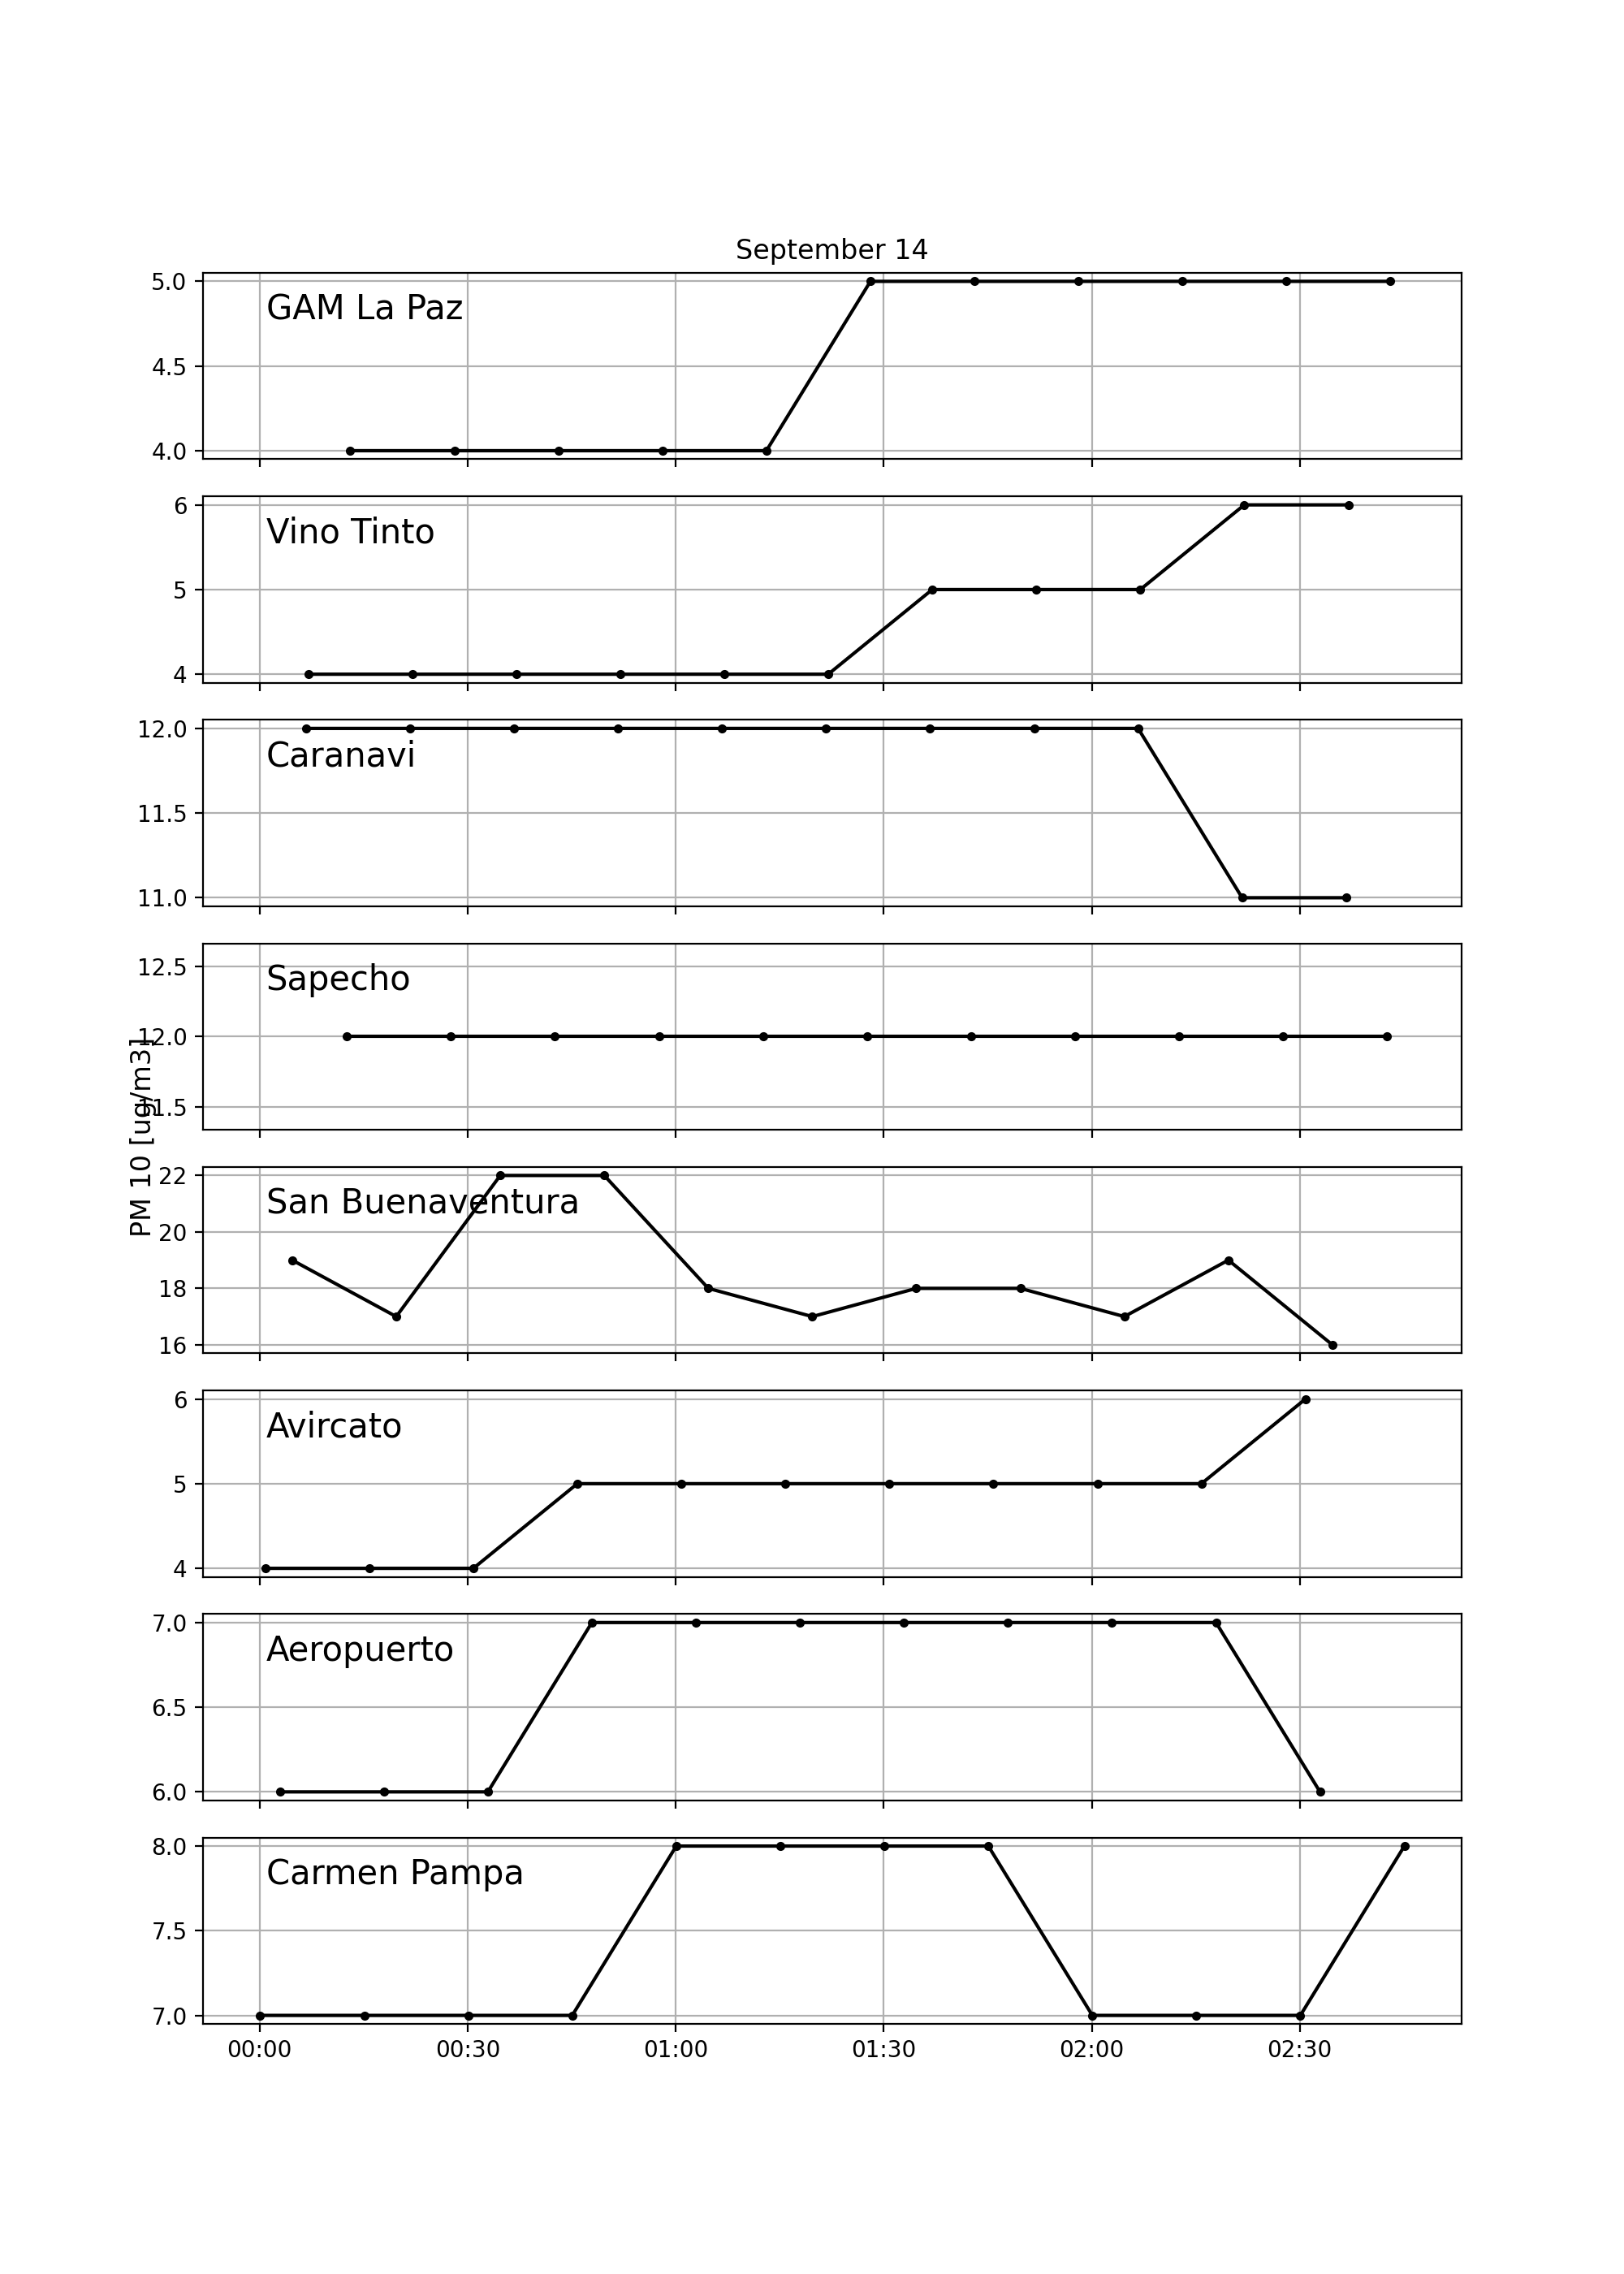 September 14
5.0
GAM La Paz
4.5
4.0
6
Vino Tinto
5
4
12.0
Caranavi
11.5
11.0
12.5
Sapecho
12.0
11.5
PM 10 [ug/m3]
22
San Buenaventura
20
18
16
6
Avircato
5
4
7.0
Aeropuerto
6.5
6.0
8.0
Carmen Pampa
7.5
7.0
00:00 00:30 01:00 01:30 02:00 02:30